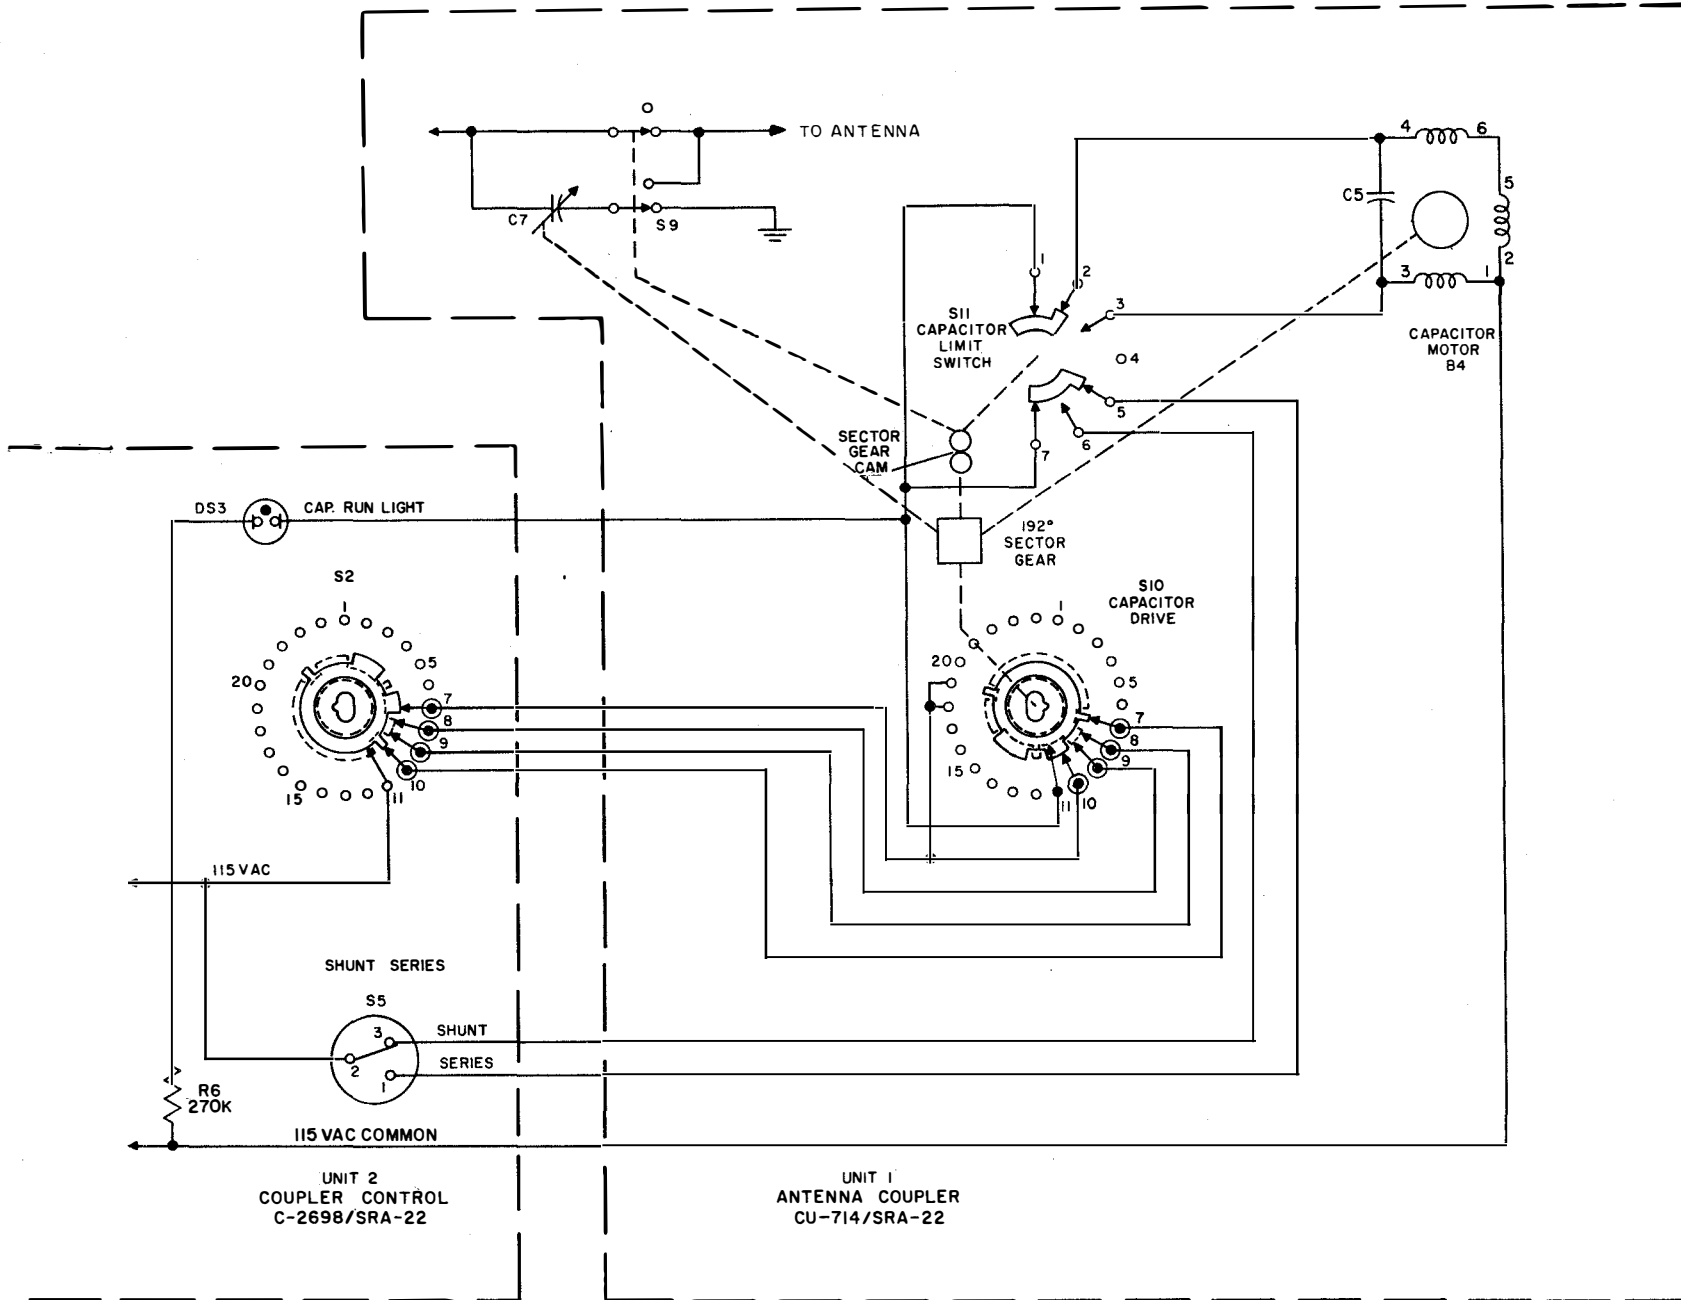 TO ANTENNA
4
6
C5
5
C7
S9
2
3
1
1
2
3
S11
CAPACITOR
LIMIT
SWITCH
4
CAPACITOR
MOTOR
B4
5
6
7
SECTOR
GEAR
CAM
DS3
CAP. RUN LIGHT
192°
SECTOR
GEAR
S2
1
5
20
7
8
9
10
11
15
S10
CAPACITOR
DRIVE
1
20
5
7
8
9
10
11
15
115 VAC
SHUNT SERIES
S5
3
SHUNT
2
SERIES
1
R6
270K
115 VAC COMMON
UNIT 2
COUPLER CONTROL
C-2698/SRA-22
UNIT 1
ANTENNA COUPLER
CU-714/SRA-22